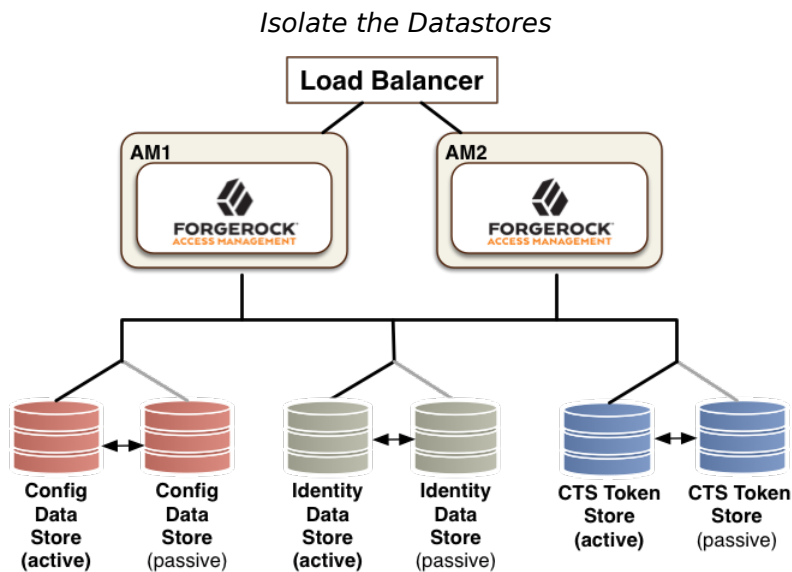 Isolate the Datastores
Load Balancer
AM1
FORGEROCK
ACCESS MANAGEMENT
AM2
FORGEROCK
ACCESS MANAGEMENT
Config
Data
Store
(active)
Config
Data
Store
(passive)
Identity
Data
Store
(active)
Identity
Data
Store
(passive)
CTS Token
Store
(active)
CTS Token
Store
(passive)